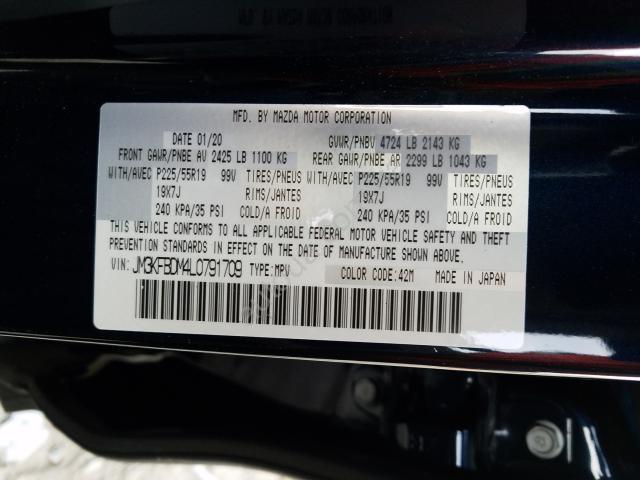 MFD. BY MAZDA MOTOR CORPORATION
DATE 01/20 GVWR/PNBV 4724 LB 2143 KG
FRONT GAWR/PNBE AV 2425 LB 1100 KG REAR GAWR/PNBE AR 2299 LB 1043 KG
WITH/AVEC P225/55R19 99V TIRES/PNEUS WITH/AVEC P225/55R19 99V TIRES/PNEUS
19X7J RIMS/JANTES 19X7J RIMS/JANTES
240 KPA/35 PSI COLD/A FROID 240 KPA/35 PSI COLD/A FROID
THIS VEHICLE CONFORMS TO ALL APPLICABLE FEDERAL MOTOR VEHICLE SAFETY AND THEFT
PREVENTION STANDARDS IN EFFECT ON THE DATE OF MANUFACTURE SHOWN ABOVE.
VIN: JM3KFBDM4L0791709 TYPE:MPV COLOR CODE:42M MADE IN JAPAN